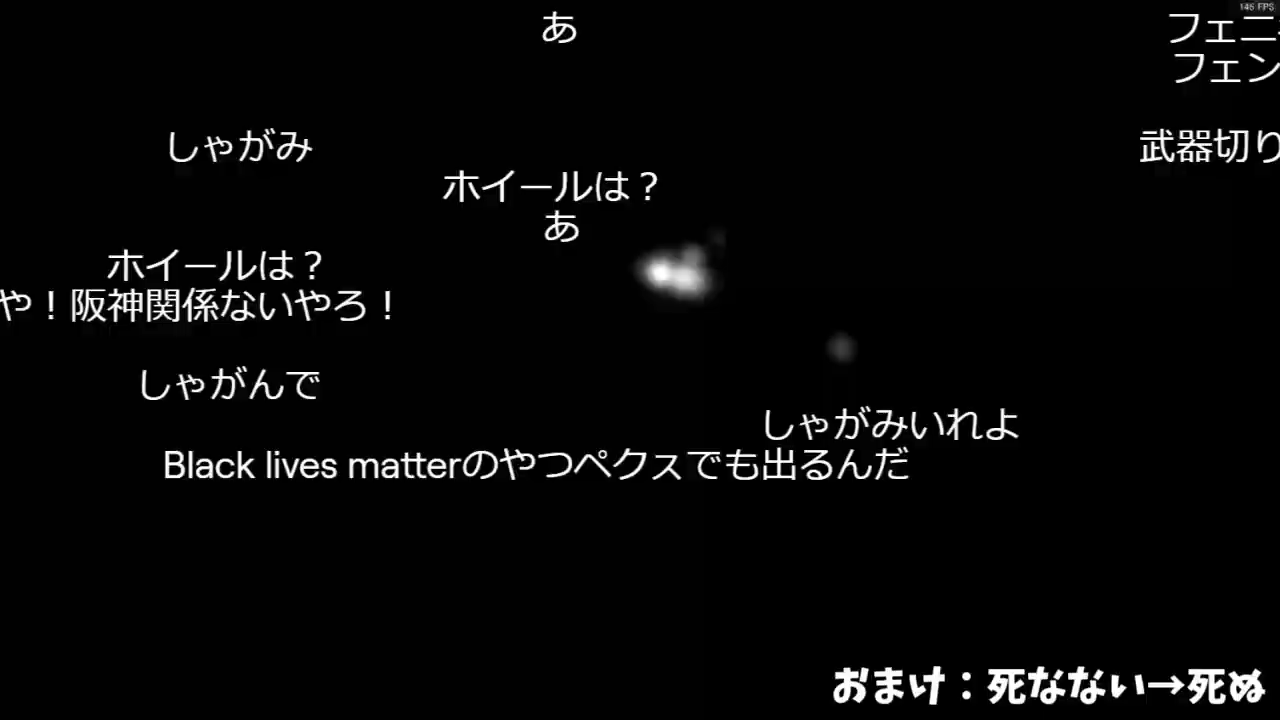 146 FPS
あ
フェニ
フェン
しゃがみ
武器切り
ホイールは？
あ
ホイールは？
や！阪神関係ないやろ！
しゃがんで
しゃがみいれよ
Black lives matterのやつペクスでも出るんだ
おまけ：死なない→死ぬ